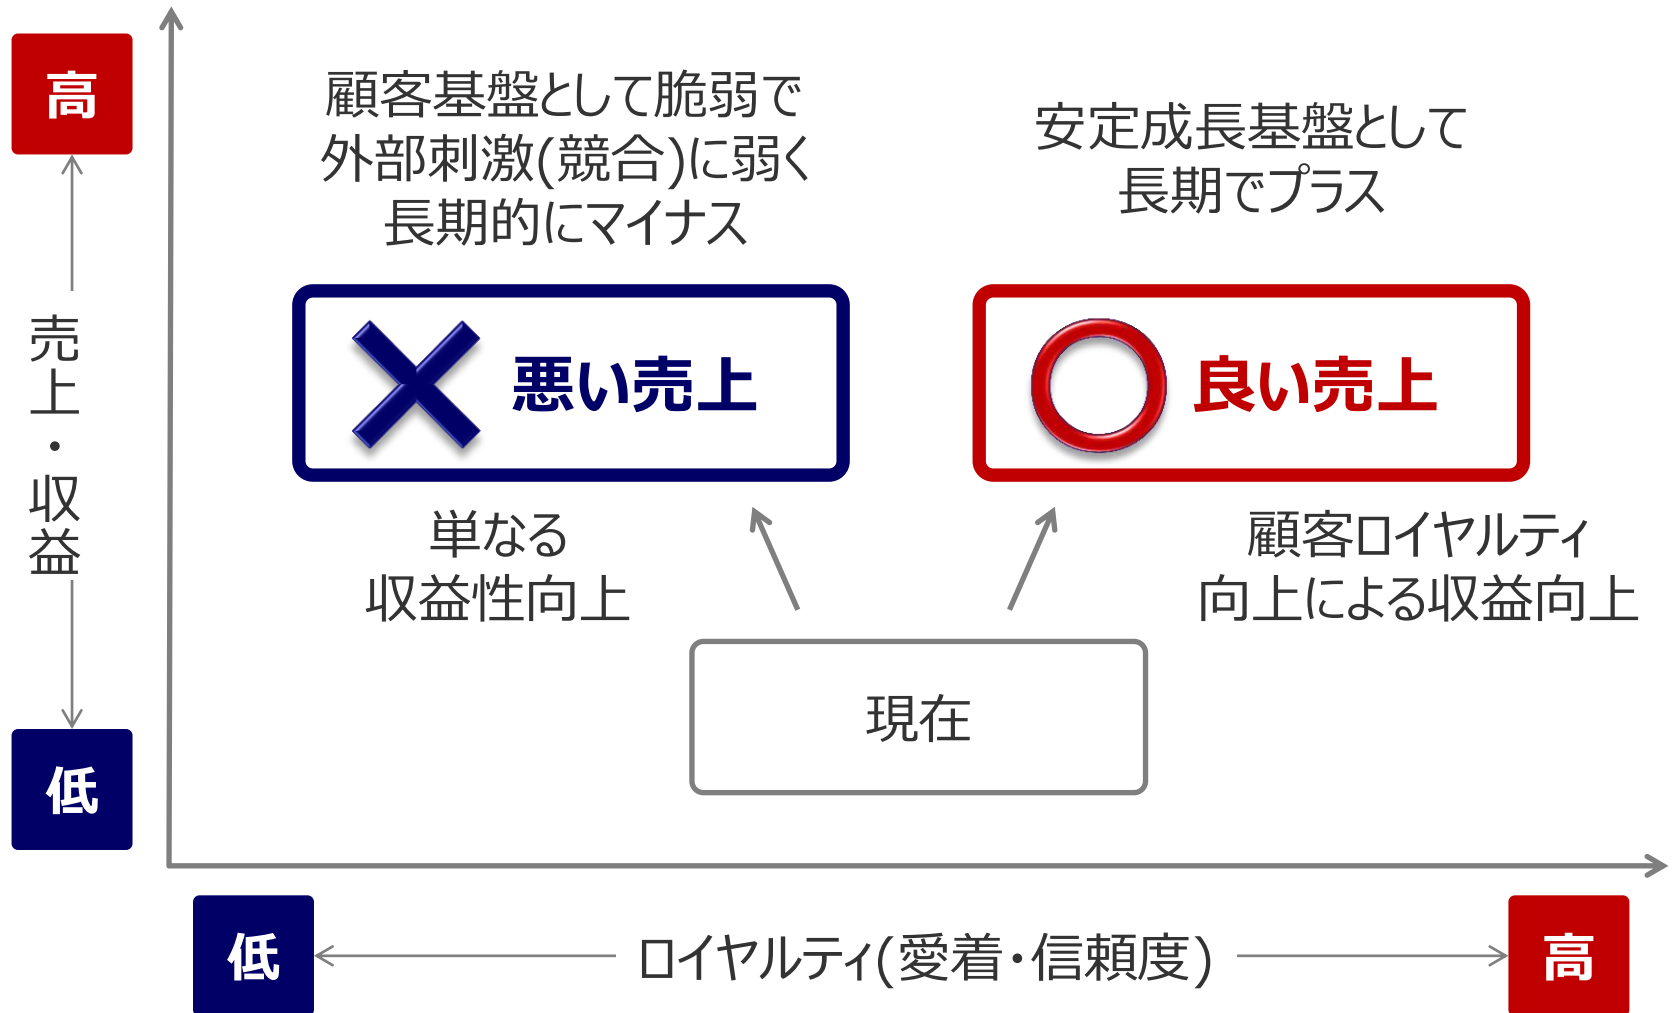 高
顧客基盤として脆弱で
外部刺激(競合)に弱く
長期的にマイナス
安定成長基盤として
長期でプラス
売上・収益
悪い売上
良い売上
単なる
収益性向上
顧客ロイヤルティ
向上による収益向上
現在
低
低
ロイヤルティ(愛着・信頼度)
高